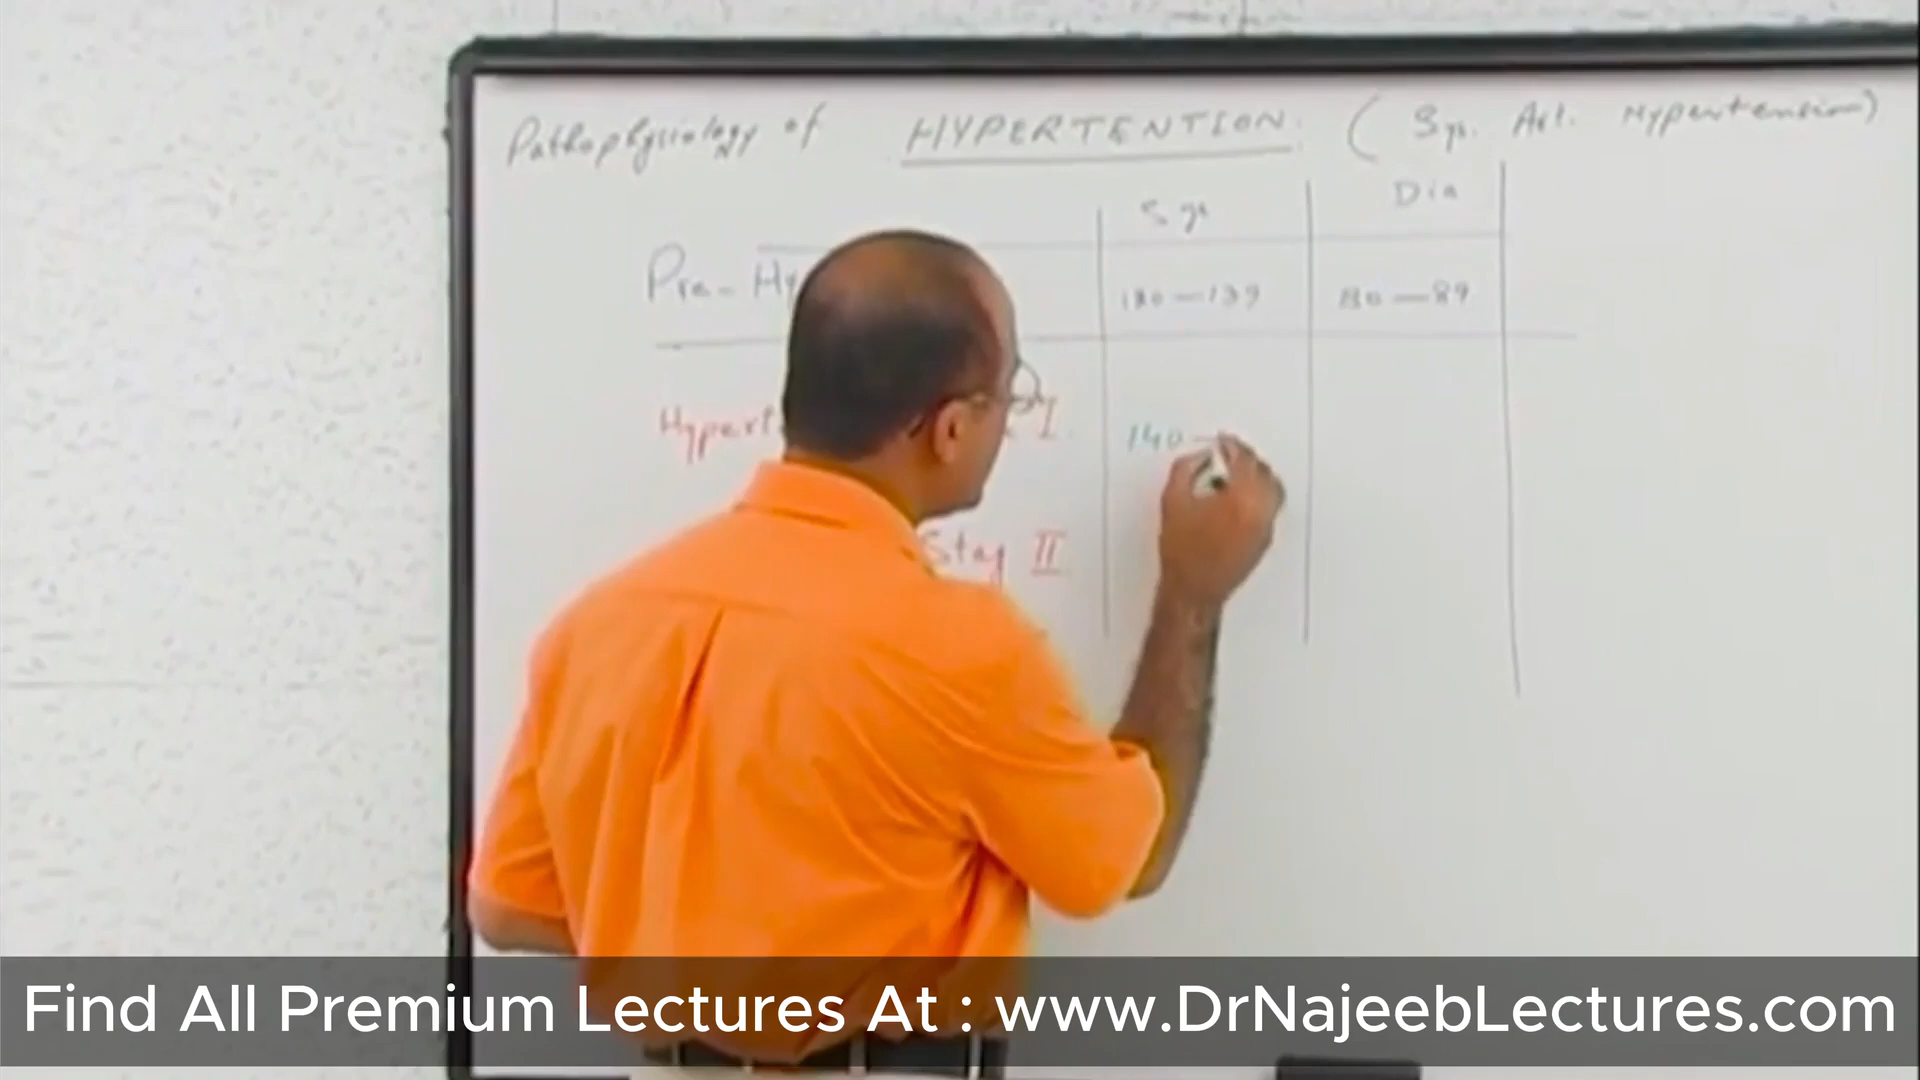 Pathophysiology of HYPERTENTION. ( Sys. Art. Hypertension)
Sys Dia
Pre- Hy 130—139 80—89
Hypert I. 140—
Stag II
Find All Premium Lectures At : www.DrNajeebLectures.com